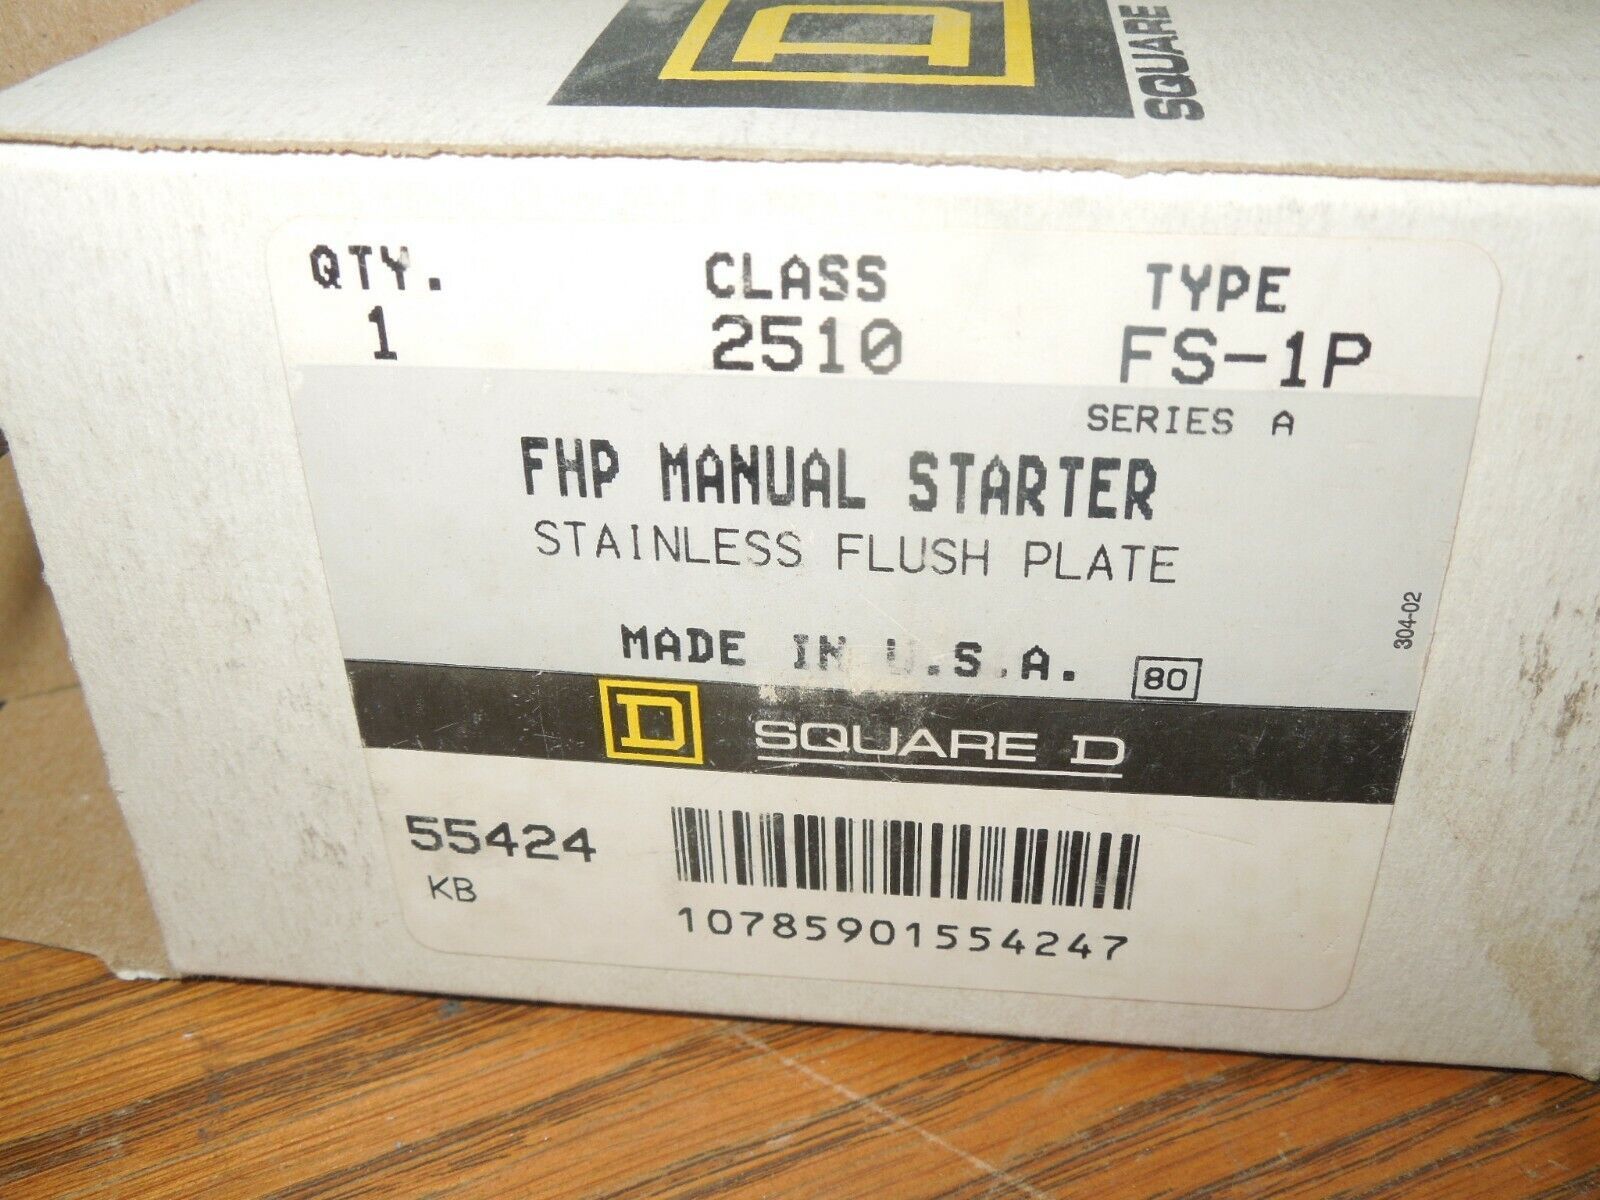 D
SQUARE
QTY. CLASS TYPE
1 2510 FS-1P
SERIES A
FHP MANUAL STARTER
STAINLESS FLUSH PLATE
304-02
MADE IN U.S.A. 80
D SQUARE D
55424
KB
10785901554247